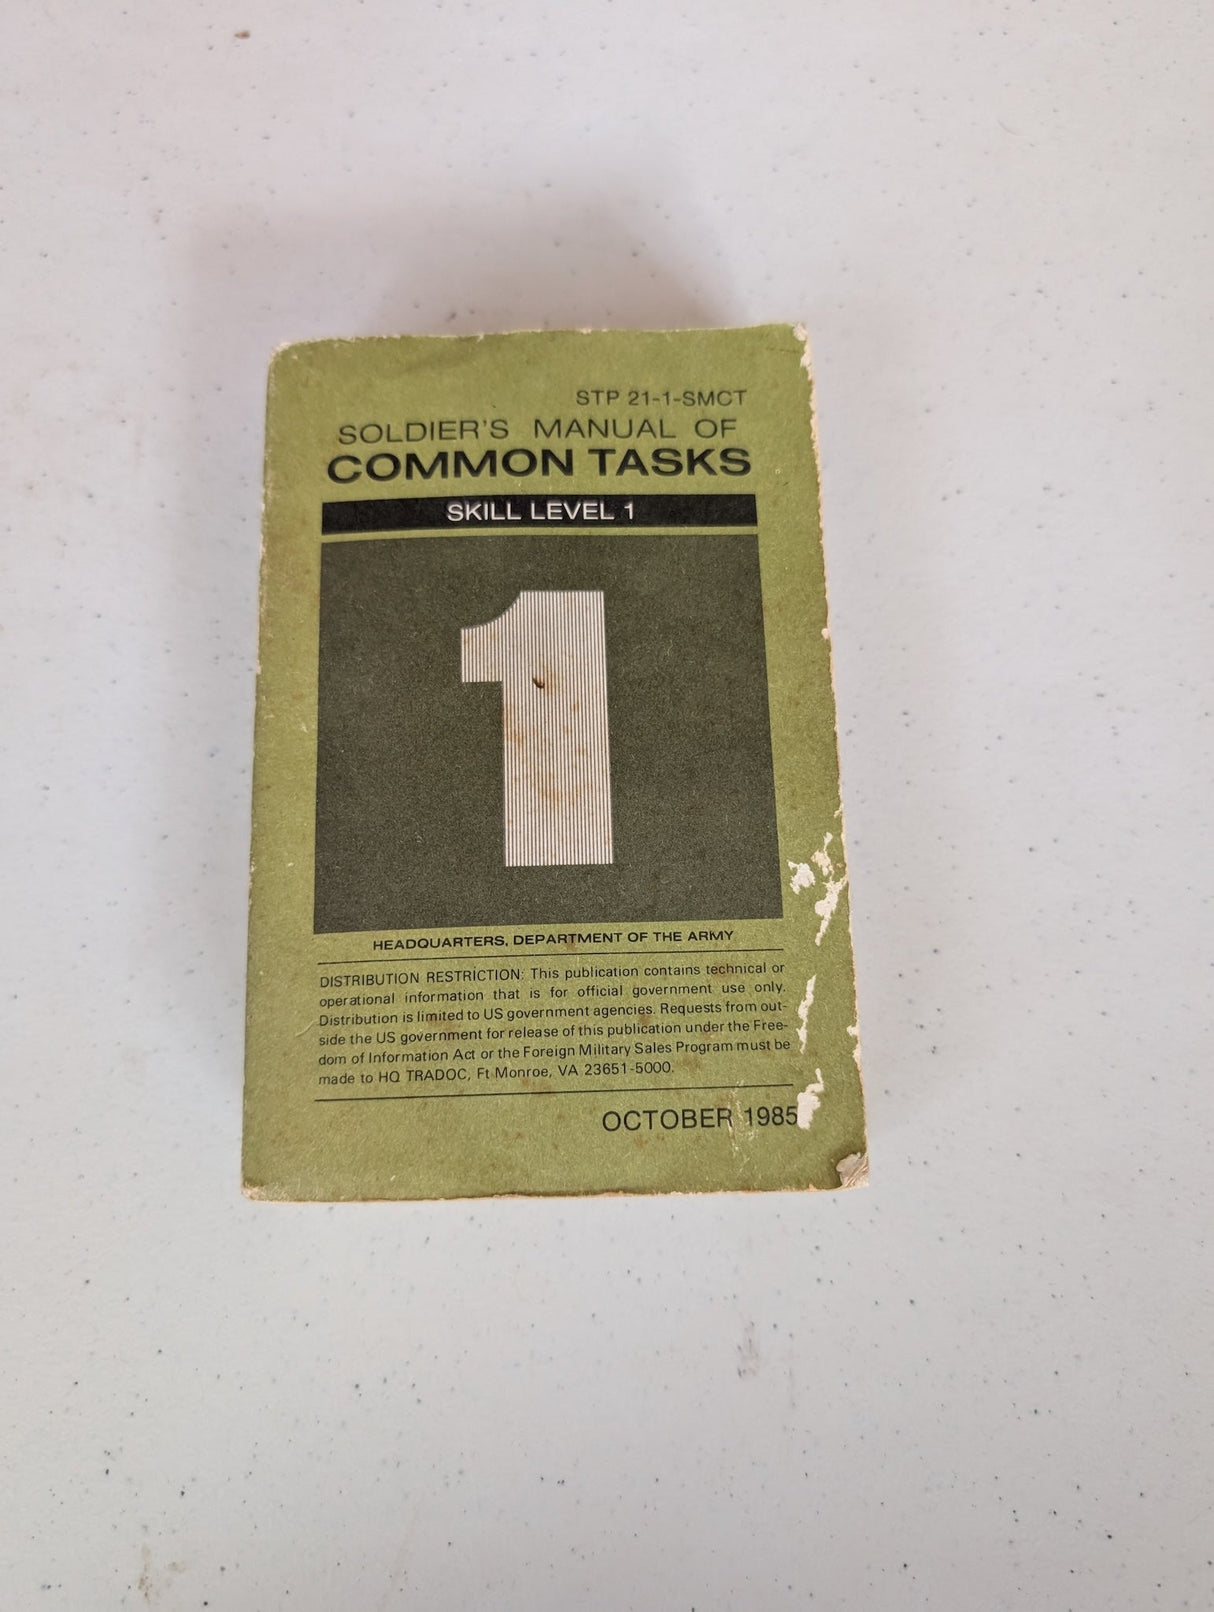 STP 21-1-SMCT
SOLDIER'S MANUAL OF
COMMON TASKS
SKILL LEVEL 1
1
HEADQUARTERS, DEPARTMENT OF THE ARMY
DISTRIBUTION RESTRICTION: This publication contains technical or
operational information that is for official government use only.
Distribution is limited to US government agencies. Requests from out-
side the US government for release of this publication under the Free-
dom of Information Act or the Foreign Military Sales Program must be
made to HQ TRADOC, Ft Monroe, VA 23651-5000.
OCTOBER 1985